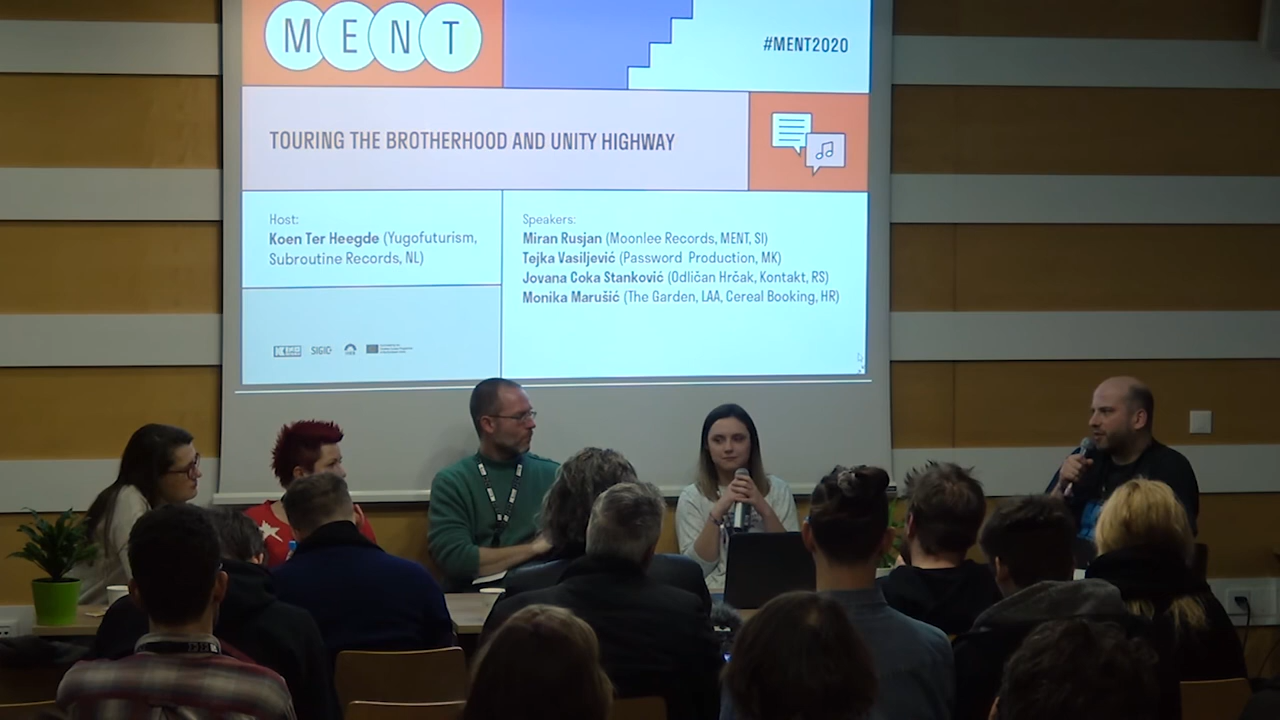 MENT
#MENT2020
TOURING THE BROTHERHOOD AND UNITY HIGHWAY
Host:
Koen Ter Heegde (Yugofuturism,
Subroutine Records, NL)
Speakers:
Miran Rusjan (Moonlee Records, MENT, SI)
Tejka Vasiljević (Password Production, MK)
Jovana Coka Stanković (Odličan Hrčak, Kontakt, RS)
Monika Marušić (The Garden, LAA, Cereal Booking, HR)
SIGIC